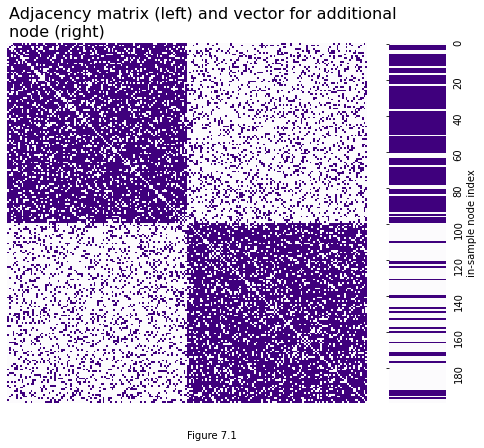 Adjacency matrix (left) and vector for additional
node (right)
0
20
40
60
80
100
120
140
160
180
in-sample node index
Figure 7.1